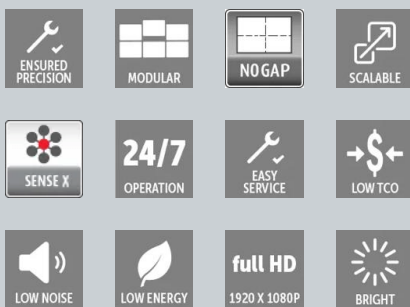 ENSURED
PRECISION
MODULAR
NO GAP
SCALABLE
SENSE X
24/7
OPERATION
EASY
SERVICE
→$←
LOW TCO
LOW NOISE
LOW ENERGY
full HD
1920 X 1080P
BRIGHT